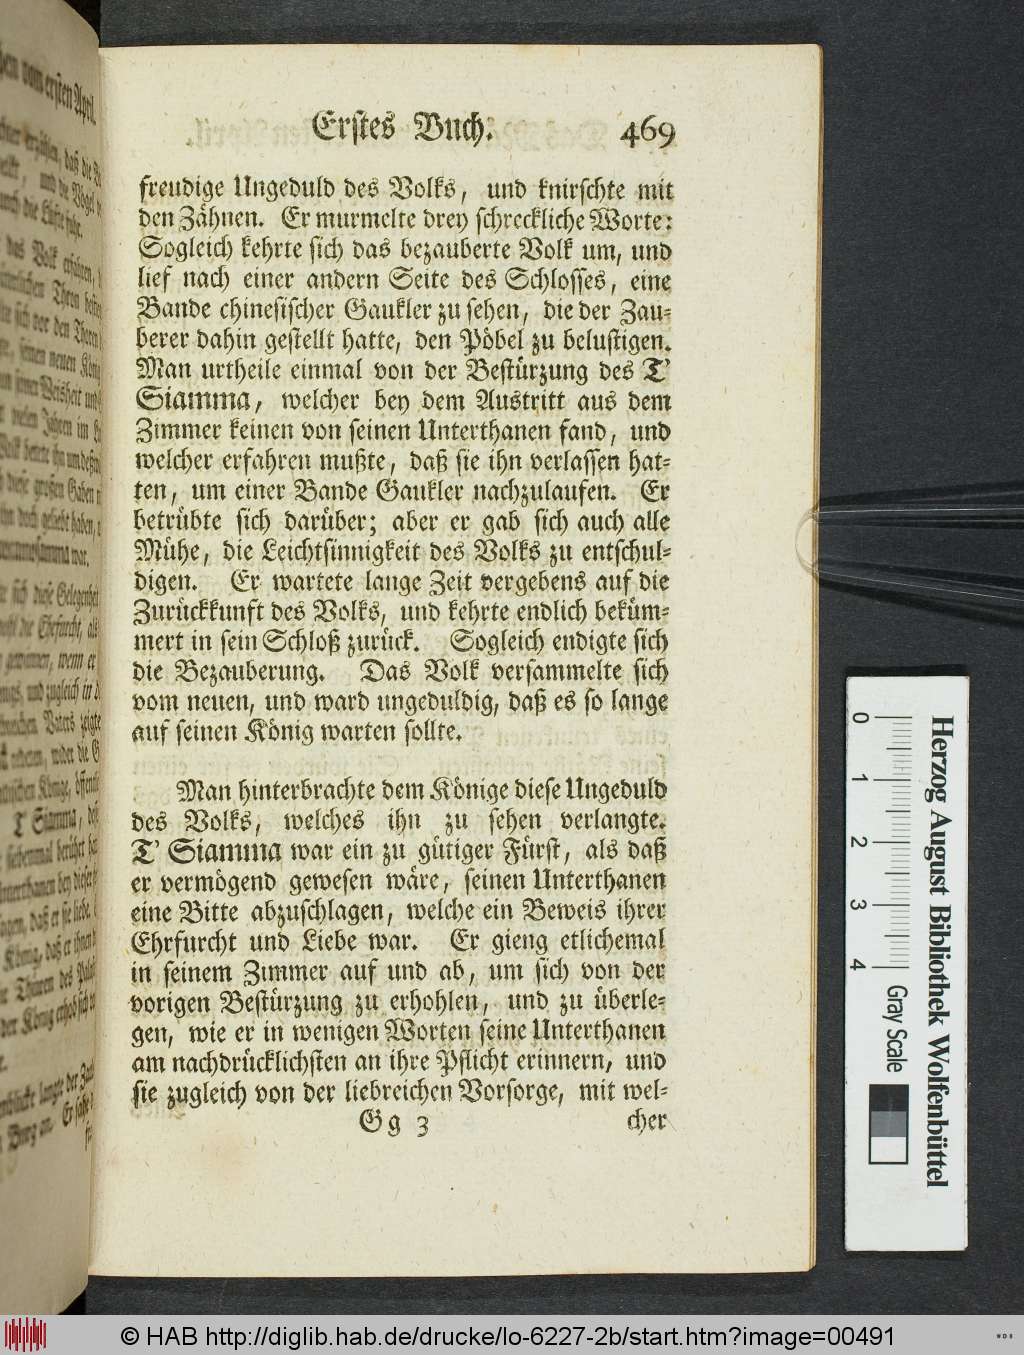 Erstes Buch. 469
freudige Ungeduld des Volks, und knirschte mit
den Zähnen. Er murmelte drey schreckliche Worte:
Sogleich kehrte sich das bezauberte Volk um, und
lief nach einer andern Seite des Schlosses, eine
Bande chinesischer Gaukler zu sehen, die der Zau-
berer dahin gestellt hatte, den Pöbel zu belustigen.
Man urtheile einmal von der Bestürzung des T'
Siamma, welcher bey dem Austritt aus dem
Zimmer keinen von seinen Unterthanen fand, und
welcher erfahren mußte, daß sie ihn verlassen hat-
ten, um einer Bande Gaukler nachzulaufen. Er
betrübte sich darüber; aber er gab sich auch alle
Mühe, die Leichtsinnigkeit des Volks zu entschul-
digen. Er wartete lange Zeit vergebens auf die
Zurückkunft des Volks, und kehrte endlich beküm-
mert in sein Schloß zurück. Sogleich endigte sich
die Bezauberung. Das Volk versammelte sich
vom neuen, und ward ungeduldig, daß es so lange
auf seinen König warten sollte.
Man hinterbrachte dem Könige diese Ungeduld
des Volks, welches ihn zu sehen verlangte.
T' Siamma war ein zu gütiger Fürst, als daß
er vermögend gewesen wäre, seinen Unterthanen
eine Bitte abzuschlagen, welche ein Beweis ihrer
Ehrfurcht und Liebe war. Er gieng etlichemal
in seinem Zimmer auf und ab, um sich von der
vorigen Bestürzung zu erhohlen, und zu überle-
gen, wie er in wenigen Worten seine Unterthanen
am nachdrücklichsten an ihre Pflicht erinnern, und
sie zugleich von der liebreichen Vorsorge, mit wel-
Gg 3 cher
0 1 2 3 4 Gray Scale
Herzog August Bibliothek Wolfenbüttel
© HAB http://diglib.hab.de/drucke/lo-6227-2b/start.htm?image=00491